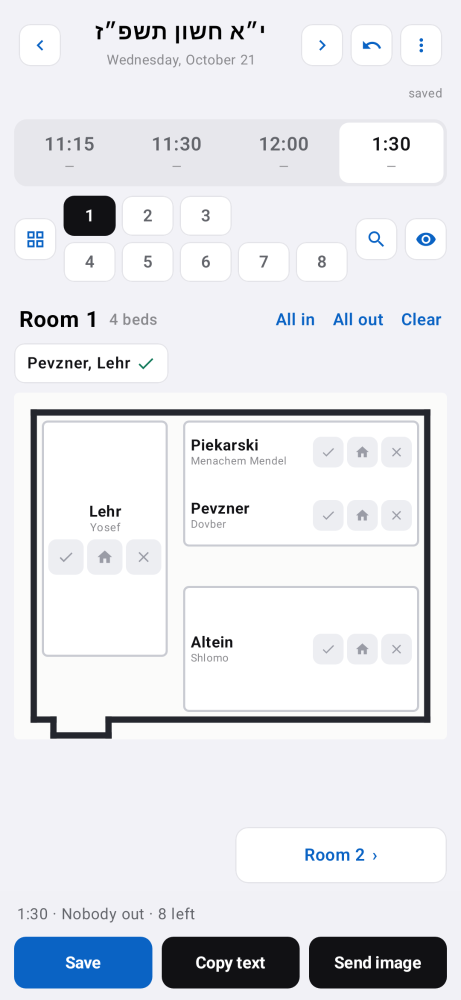 י״א חשון תשפ״ז
Wednesday, October 21
saved
11:15
—
11:30
—
12:00
—
1:30
—
1
2
3
4
5
6
7
8
Room 1
4 beds
All in
All out
Clear
Pevzner, Lehr
Piekarski
Menachem Mendel
Pevzner
Dovber
Lehr
Yosef
Altein
Shlomo
Room 2 ›
1:30 · Nobody out · 8 left
Save
Copy text
Send image